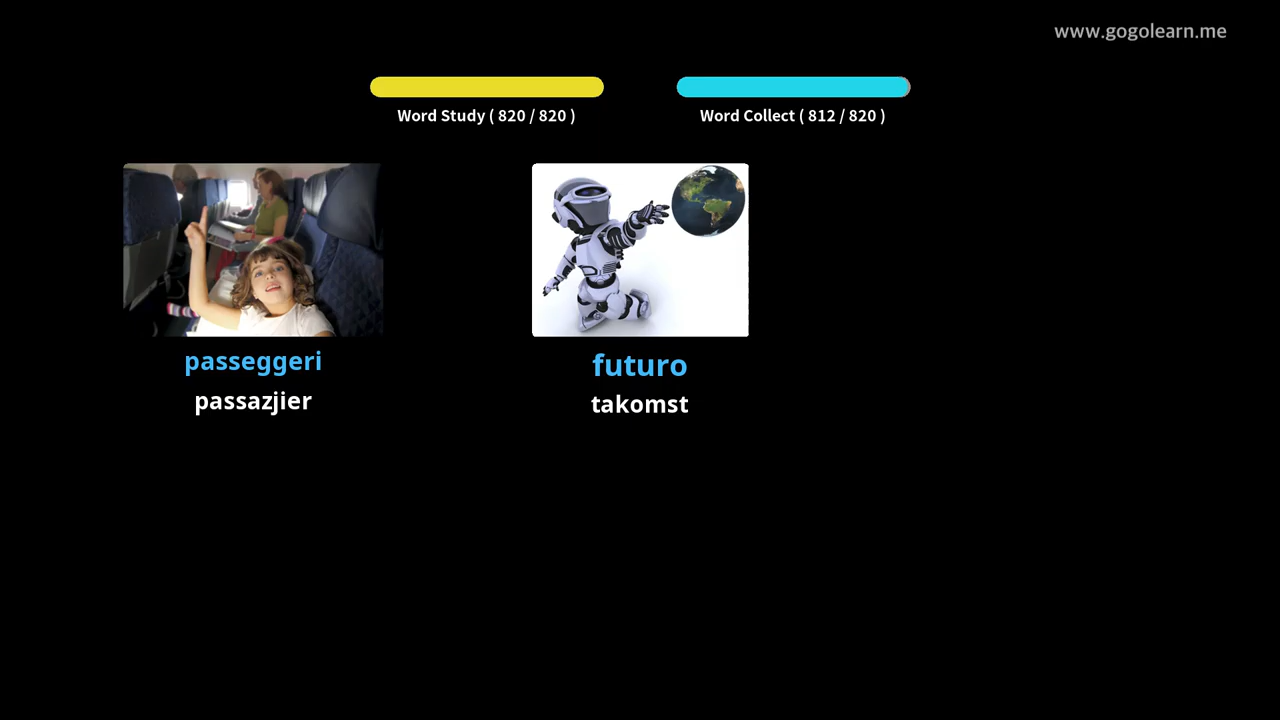 www.gogolearn.me
Word Study ( 820 / 820 )
Word Collect ( 812 / 820 )
passeggeri
passazjier
futuro
takomst